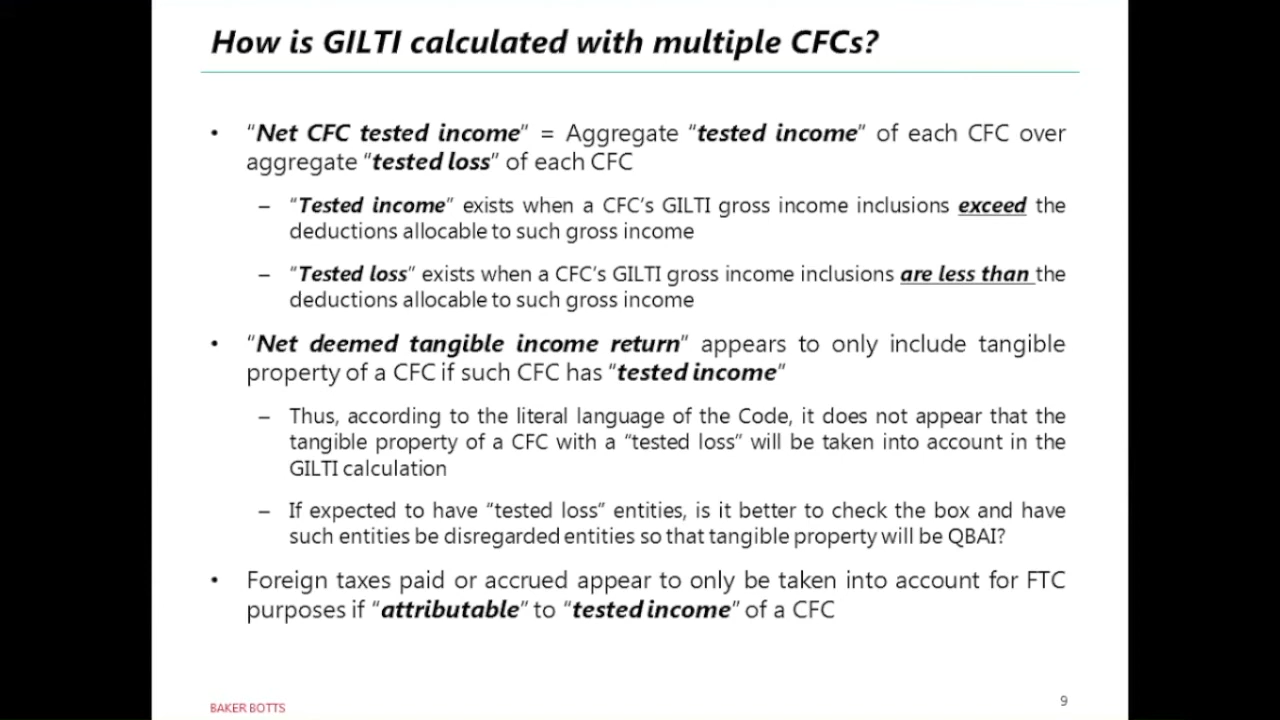 How is GILTI calculated with multiple CFCs?
• “Net CFC tested income” = Aggregate “tested income” of each CFC over
aggregate “tested loss” of each CFC
– “Tested income” exists when a CFC’s GILTI gross income inclusions exceed the
deductions allocable to such gross income
– “Tested loss” exists when a CFC’s GILTI gross income inclusions are less than the
deductions allocable to such gross income
• “Net deemed tangible income return” appears to only include tangible
property of a CFC if such CFC has “tested income”
– Thus, according to the literal language of the Code, it does not appear that the
tangible property of a CFC with a “tested loss” will be taken into account in the
GILTI calculation
– If expected to have “tested loss” entities, is it better to check the box and have
such entities be disregarded entities so that tangible property will be QBAI?
• Foreign taxes paid or accrued appear to only be taken into account for FTC
purposes if “attributable” to “tested income” of a CFC
BAKER BOTTS
9